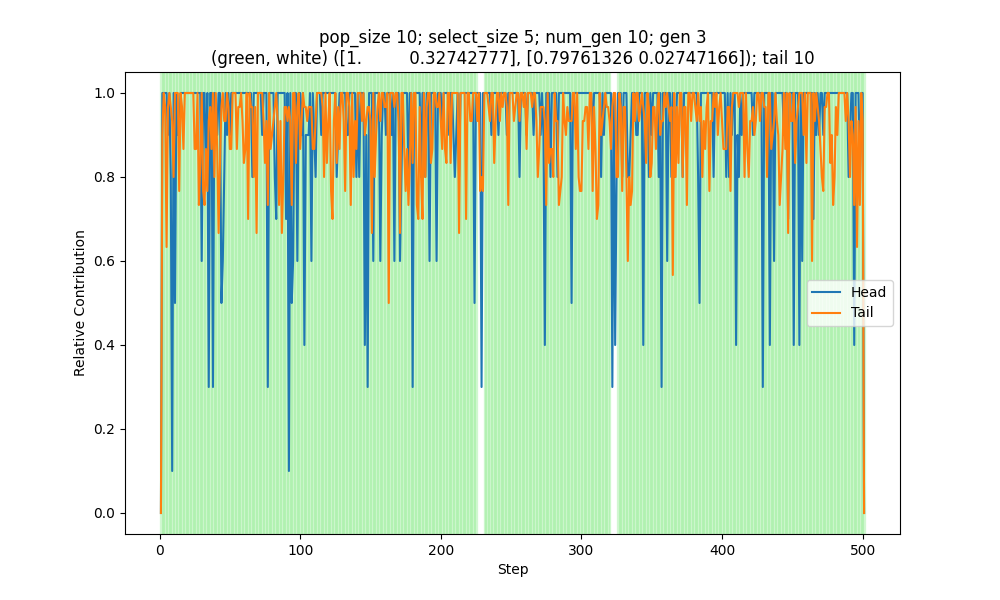 pop_size 10; select_size 5; num_gen 10; gen 3
(green, white) ([1.         0.32742777], [0.79761326 0.02747166]); tail 10
1.0
0.8
0.6
0.4
0.2
0.0
Relative Contribution
Head
Tail
0 100 200 300 400 500
Step